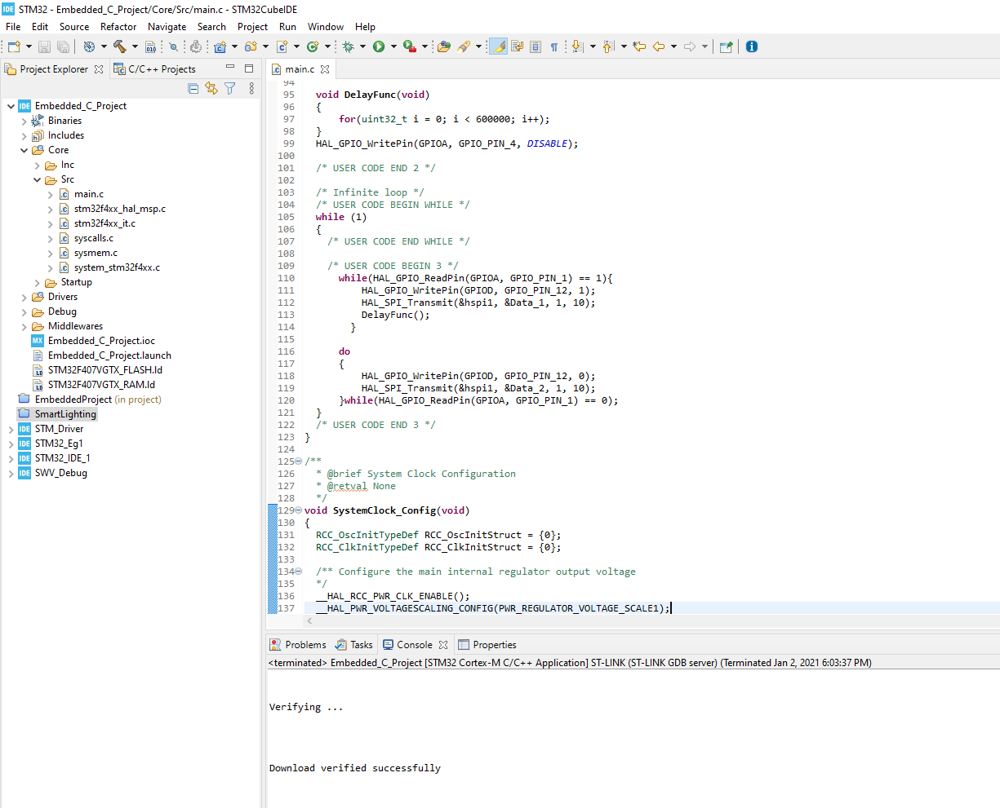 IDE STM32 - Embedded_C_Project/Core/Src/main.c - STM32CubeIDE
File Edit Source Refactor Navigate Search Project Run Window Help
Project Explorer
C/C++ Projects
IDE Embedded_C_Project
Binaries
Includes
Core
Inc
Src
main.c
stm32f4xx_hal_msp.c
stm32f4xx_it.c
syscalls.c
sysmem.c
system_stm32f4xx.c
Startup
Drivers
Debug
Middlewares
MX Embedded_C_Project.ioc
Embedded_C_Project.launch
STM32F407VGTX_FLASH.ld
STM32F407VGTX_RAM.ld
EmbeddedProject (in project)
SmartLighting
IDE STM_Driver
IDE STM32_Eg1
IDE STM32_IDE_1
IDE SWV_Debug
main.c
94
95 void DelayFunc(void)
96 {
97 for(uint32_t i = 0; i < 600000; i++);
98 }
99 HAL_GPIO_WritePin(GPIOA, GPIO_PIN_4, DISABLE);
100
101 /* USER CODE END 2 */
102
103 /* Infinite loop */
104 /* USER CODE BEGIN WHILE */
105 while (1)
106 {
107 /* USER CODE END WHILE */
108
109 /* USER CODE BEGIN 3 */
110 while(HAL_GPIO_ReadPin(GPIOA, GPIO_PIN_1) == 1){
111 HAL_GPIO_WritePin(GPIOD, GPIO_PIN_12, 1);
112 HAL_SPI_Transmit(&hspi1, &Data_1, 1, 10);
113 DelayFunc();
114 }
115
116 do
117 {
118 HAL_GPIO_WritePin(GPIOD, GPIO_PIN_12, 0);
119 HAL_SPI_Transmit(&hspi1, &Data_2, 1, 10);
120 }while(HAL_GPIO_ReadPin(GPIOA, GPIO_PIN_1) == 0);
121 }
122 /* USER CODE END 3 */
123 }
124
125 /**
126 * @brief System Clock Configuration
127 * @retval None
128 */
129 void SystemClock_Config(void)
130 {
131 RCC_OscInitTypeDef RCC_OscInitStruct = {0};
132 RCC_ClkInitTypeDef RCC_ClkInitStruct = {0};
133
134 /** Configure the main internal regulator output voltage
135 */
136 __HAL_RCC_PWR_CLK_ENABLE();
137 __HAL_PWR_VOLTAGESCALING_CONFIG(PWR_REGULATOR_VOLTAGE_SCALE1);
Problems Tasks Console Properties
<terminated> Embedded_C_Project [STM32 Cortex-M C/C++ Application] ST-LINK (ST-LINK GDB server) (Terminated Jan 2, 2021 6:03:37 PM)
Verifying ...
Download verified successfully